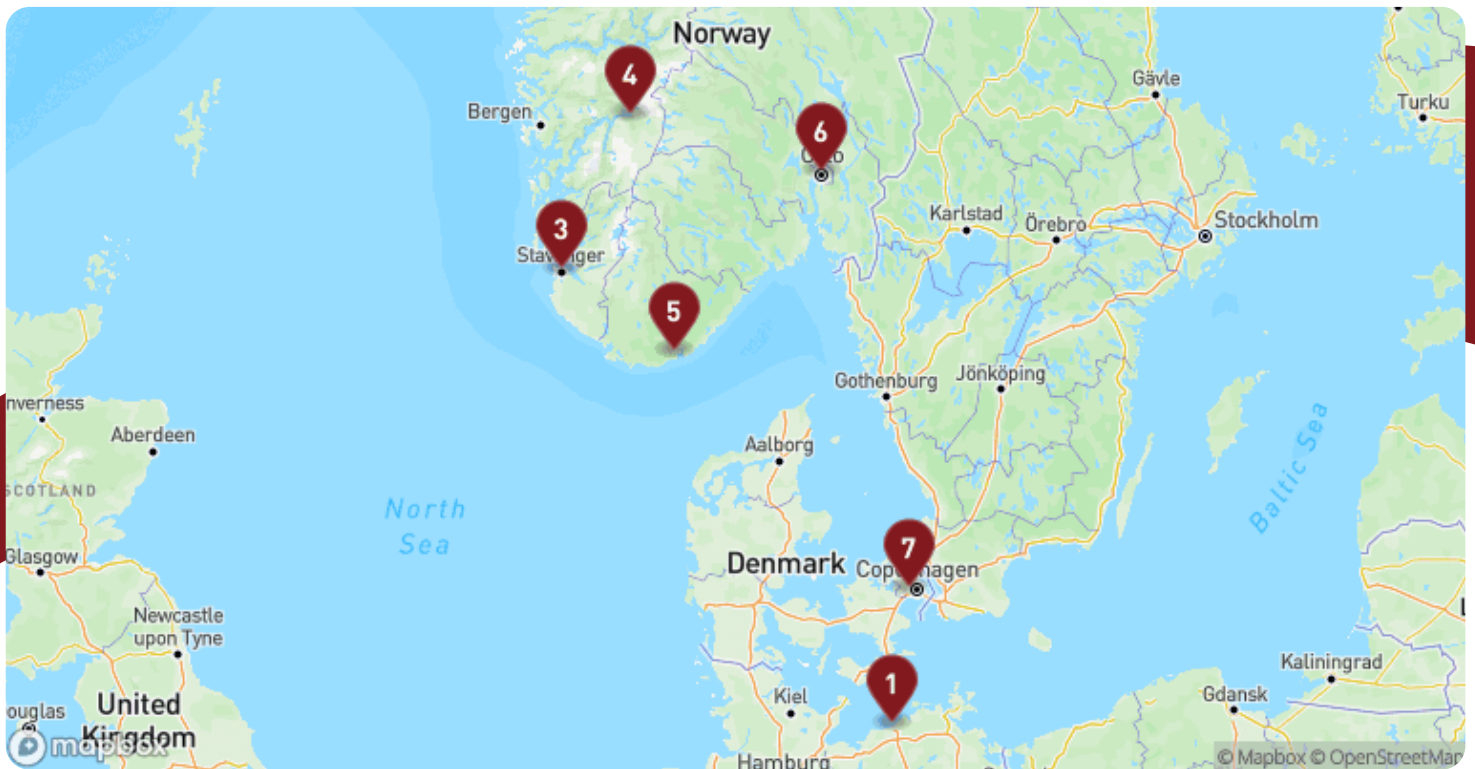 Norway
4
Gävle
Turku
Bergen
6
Karlstad
Örebro
Stockholm
3
Stavanger
5
Gothenburg
Jönköping
nverness
Aberdeen
Aalborg
SCOTLAND
North
Sea
Baltic Sea
7
Glasgow
Denmark
Copenhagen
Newcastle
upon Tyne
1
Kaliningrad
Kiel
Gdansk
United
Kingdom
ouglas
mapbox
Hamburg
© Mapbox © OpenStreetMap